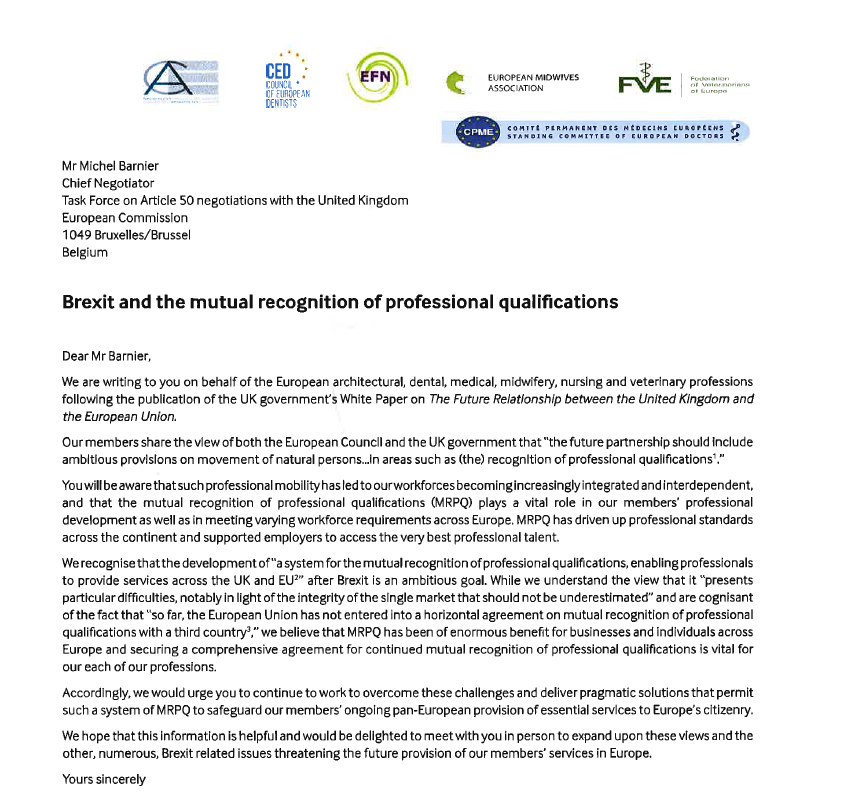 CED
COUNCIL
OF EUROPEAN
DENTISTS
EFN
EUROPEAN MIDWIVES
ASSOCIATION
FVE
Federation
of Veterinarians
of Europe
CPME
COMITÉ PERMANENT DES MÉDECINS EUROPÉENS
STANDING COMMITTEE OF EUROPEAN DOCTORS
Mr Michel Barnier
Chief Negotiator
Task Force on Article 50 negotiations with the United Kingdom
European Commission
1049 Bruxelles/Brussel
Belgium
Brexit and the mutual recognition of professional qualifications
Dear Mr Barnier,
We are writing to you on behalf of the European architectural, dental, medical, midwifery, nursing and veterinary professions
following the publication of the UK government's White Paper on The Future Relationship between the United Kingdom and
the European Union.
Our members share the view of both the European Council and the UK government that "the future partnership should include
ambitious provisions on movement of natural persons...in areas such as (the) recognition of professional qualifications¹."
You will be aware that such professional mobility has led to our workforces becoming increasingly integrated and interdependent,
and that the mutual recognition of professional qualifications (MRPQ) plays a vital role in our members' professional
development as well as in meeting varying workforce requirements across Europe. MRPQ has driven up professional standards
across the continent and supported employers to access the very best professional talent.
We recognise that the development of "a system for the mutual recognition of professional qualifications, enabling professionals
to provide services across the UK and EU²" after Brexit is an ambitious goal. While we understand the view that it "presents
particular difficulties, notably in light of the integrity of the single market that should not be underestimated" and are cognisant
of the fact that "so far, the European Union has not entered into a horizontal agreement on mutual recognition of professional
qualifications with a third country³," we believe that MRPQ has been of enormous benefit for businesses and individuals across
Europe and securing a comprehensive agreement for continued mutual recognition of professional qualifications is vital for
our each of our professions.
Accordingly, we would urge you to continue to work to overcome these challenges and deliver pragmatic solutions that permit
such a system of MRPQ to safeguard our members' ongoing pan-European provision of essential services to Europe's citizenry.
We hope that this information is helpful and would be delighted to meet with you in person to expand upon these views and the
other, numerous, Brexit related issues threatening the future provision of our members' services in Europe.
Yours sincerely